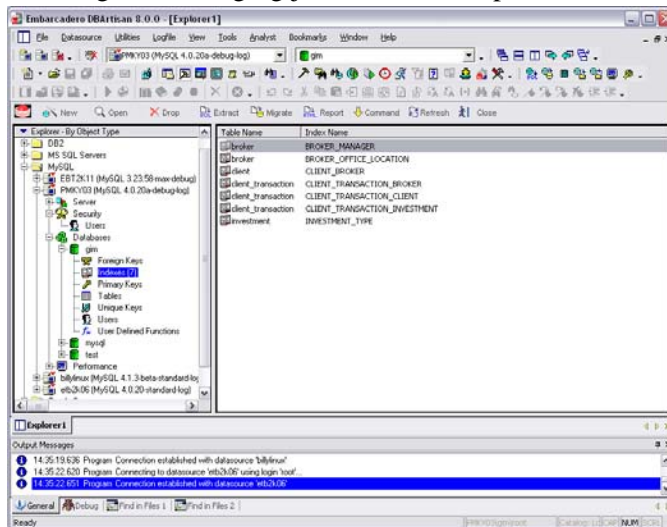 Embarcadero DBArtisan 8.0.0 - [Explorer1]
File Datasource Utilities Logfile View Tools Analyst Bookmarks Window Help
PMKY03 (MySQL 4.0.20a-debug-log) gim
New Open Drop Extract Migrate Report Command Refresh Close
Explorer - By Object Type
DB2
MS SQL Servers
MySQL
EBT2K11 (MySQL 3.23.58-max-debug)
PMKY03 (MySQL 4.0.20a-debug-log)
Server
Security
Users
Databases
gim
Foreign Keys
Indexes [7]
Primary Keys
Tables
Unique Keys
Users
User Defined Functions
mysql
test
Performance
billylinux (MySQL 4.1.3-beta-standard-log
etb2k06 (MySQL 4.0.20-standard-log)
Table Name Index Name
broker BROKER_MANAGER
broker BROKER_OFFICE_LOCATION
client CLIENT_BROKER
client_transaction CLIENT_TRANSACTION_BROKER
client_transaction CLIENT_TRANSACTION_CLIENT
client_transaction CLIENT_TRANSACTION_INVESTMENT
investment INVESTMENT_TYPE
Explorer1
Output Messages
14:35:19.636 Program Connection established with datasource 'billylinux'
14:35:22.620 Program Connecting to datasource 'etb2k06' using login 'root'...
14:35:22.651 Program Connection established with datasource 'etb2k06'
General Debug Find in Files 1 Find in Files 2
Ready NUM